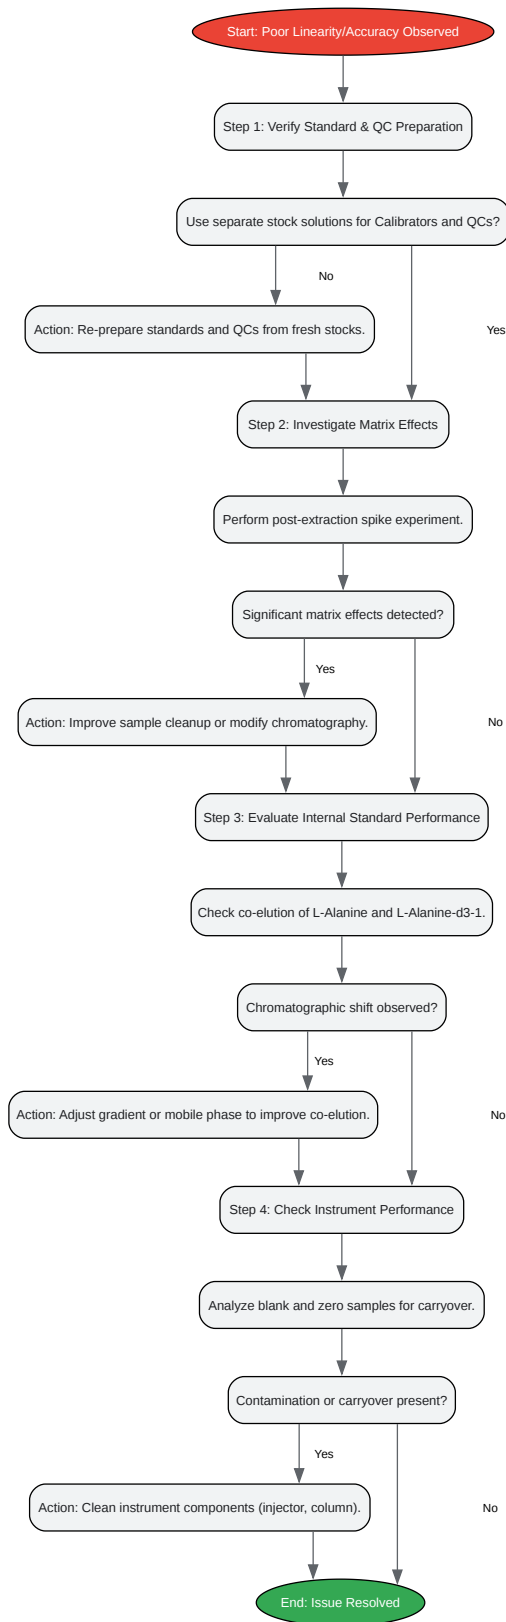 Start: Poor Linearity/Accuracy Observed
Step 1: Verify Standard & QC Preparation
Use separate stock solutions for Calibrators and QCs?
No
Action: Re-prepare standards and QCs from fresh stocks.
Yes
Step 2: Investigate Matrix Effects
Perform post-extraction spike experiment.
Significant matrix effects detected?
Yes
Action: Improve sample cleanup or modify chromatography.
No
Step 3: Evaluate Internal Standard Performance
Check co-elution of L-Alanine and L-Alanine-d3-1.
Chromatographic shift observed?
Yes
Action: Adjust gradient or mobile phase to improve co-elution.
No
Step 4: Check Instrument Performance
Analyze blank and zero samples for carryover.
Contamination or carryover present?
Yes
Action: Clean instrument components (injector, column).
No
End: Issue Resolved